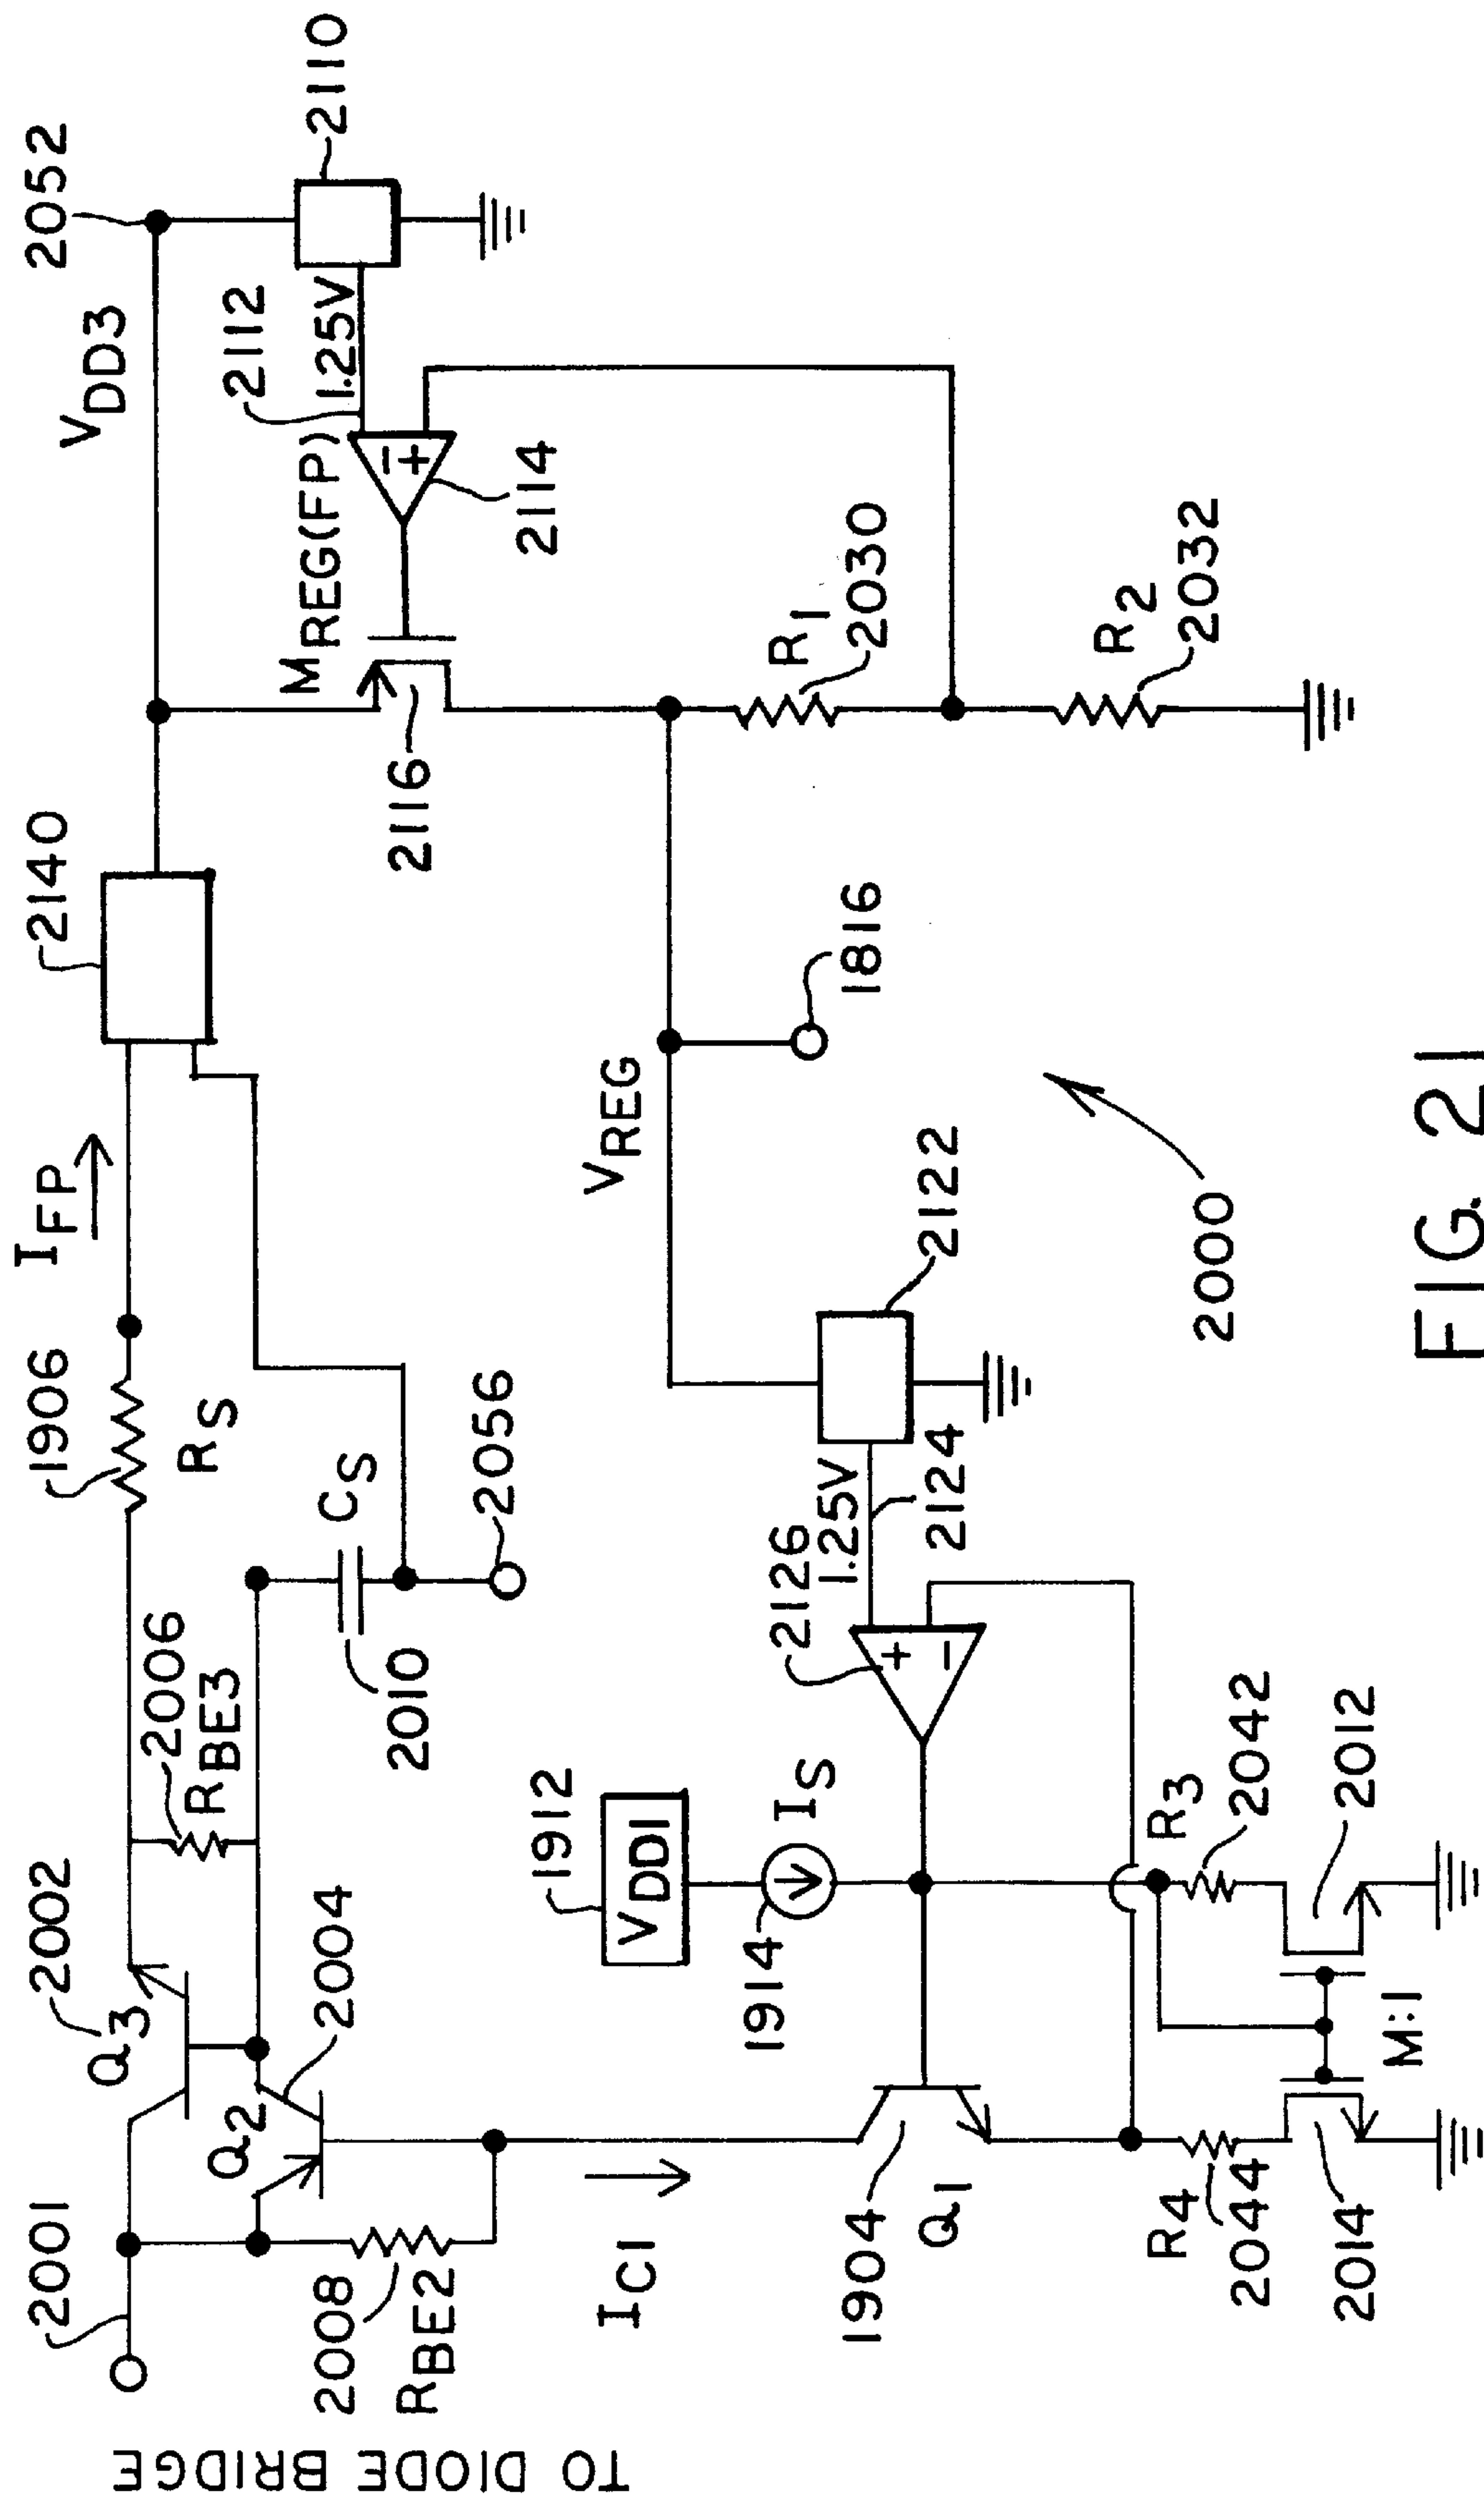 TO DIODE BRIDGE
2001
2002
Q3
2006
RBE3
1906
RS
IFP
2140
VDD3
2052
Q2
2004
2008
RBE2
CS
2010
2056
2112
1.25V
2110
MREG(FP)
2114
2116
IC1
1912
VDD1
1914
IS
2126
1.25V
2124
2122
VREG
1816
R1
2030
R2
2032
1904
Q1
R3
2042
R4
2044
2012
2014
M:1
2000
FIG. 21